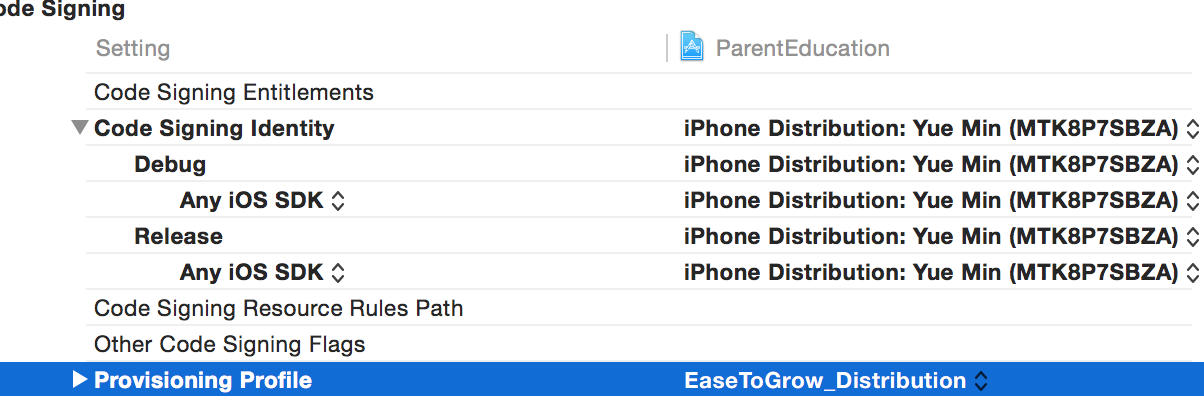 ode Signing
Setting ParentEducation
Code Signing Entitlements
Code Signing Identity iPhone Distribution: Yue Min (MTK8P7SBZA)
Debug iPhone Distribution: Yue Min (MTK8P7SBZA)
Any iOS SDK iPhone Distribution: Yue Min (MTK8P7SBZA)
Release iPhone Distribution: Yue Min (MTK8P7SBZA)
Any iOS SDK iPhone Distribution: Yue Min (MTK8P7SBZA)
Code Signing Resource Rules Path
Other Code Signing Flags
Provisioning Profile EaseToGrow_Distribution